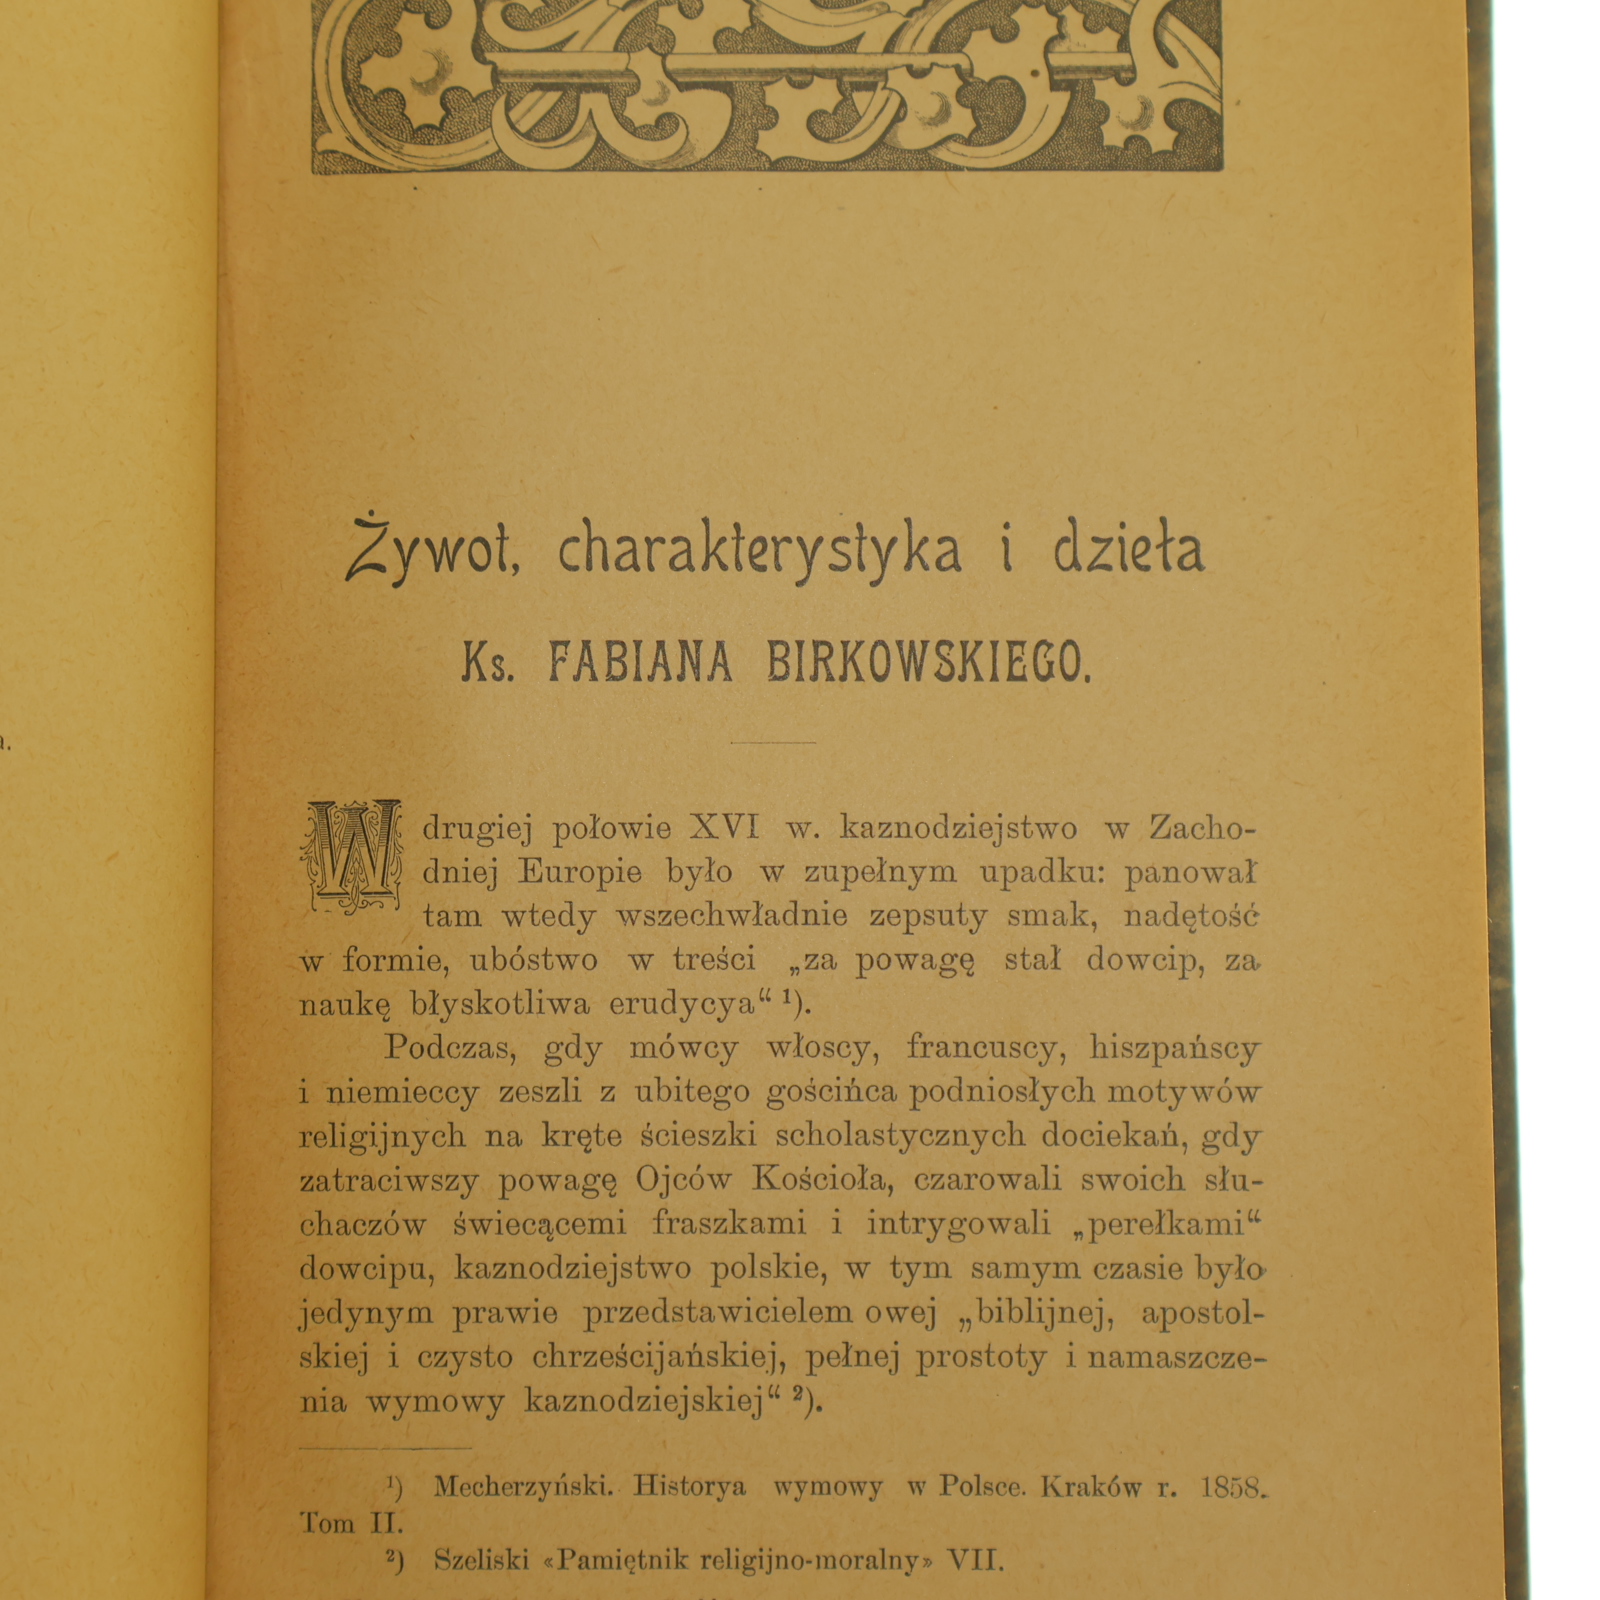 Żywot, charakterystyka i dzieła
Ks. FABIANA BIRKOWSKIEGO.
W drugiej połowie XVI w. kaznodziejstwo w Zacho-
dniej Europie było w zupełnym upadku: panował
tam wtedy wszechwładnie zepsuty smak, nadętość
w formie, ubóstwo w treści „za powagę stał dowcip, za
naukę błyskotliwa erudycya“ ¹).
Podczas, gdy mówcy włoscy, francuscy, hiszpańscy
i niemieccy zeszli z ubitego gościńca podniosłych motywów
religijnych na kręte ścieszki scholastycznych dociekań, gdy
zatraciwszy powagę Ojców Kościoła, czarowali swoich słu-
chaczów świecącemi fraszkami i intrygowali „perełkami“
dowcipu, kaznodziejstwo polskie, w tym samym czasie było
jedynym prawie przedstawicielem owej „biblijnej, apostol-
skiej i czysto chrześcijańskiej, pełnej prostoty i namaszcze-
nia wymowy kaznodziejskiej“ ²).
¹) Mecherzyński. Historya wymowy w Polsce. Kraków r. 1858.
Tom II.
²) Szeliski «Pamiętnik religijno-moralny» VII.